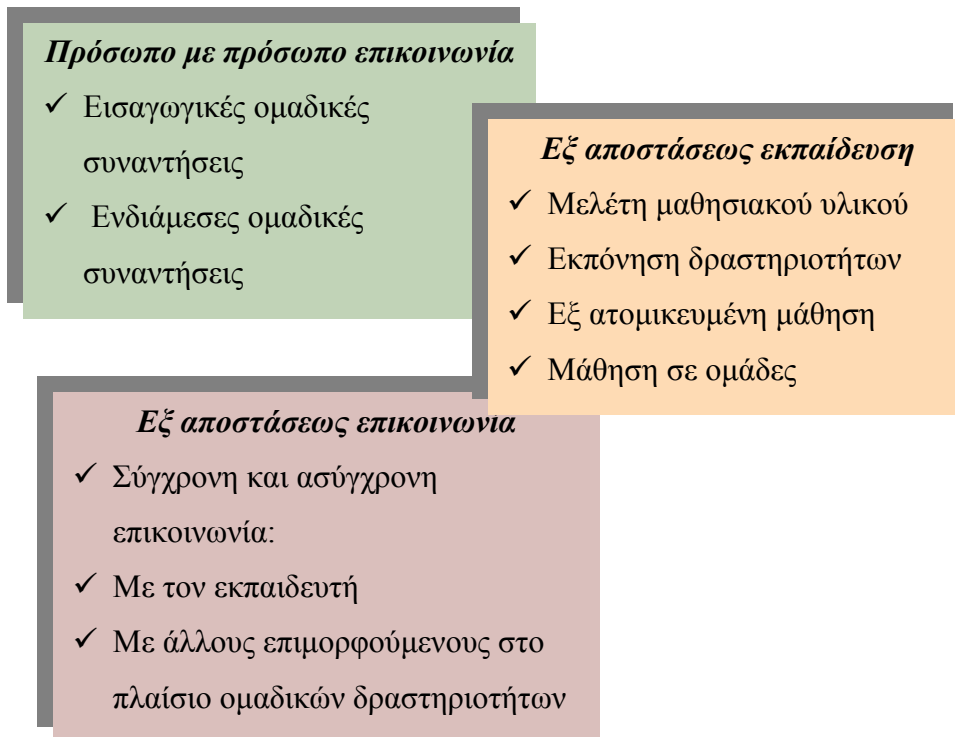 Πρόσωπο με πρόσωπο επικοινωνία
✓ Εισαγωγικές ομαδικές
συναντήσεις
✓ Ενδιάμεσες ομαδικές
συναντήσεις
Εξ αποστάσεως εκπαίδευση
✓ Μελέτη μαθησιακού υλικού
✓ Εκπόνηση δραστηριοτήτων
✓ Εξ ατομικευμένη μάθηση
✓ Μάθηση σε ομάδες
Εξ αποστάσεως επικοινωνία
✓ Σύγχρονη και ασύγχρονη
επικοινωνία:
✓ Με τον εκπαιδευτή
✓ Με άλλους επιμορφούμενους στο
πλαίσιο ομαδικών δραστηριοτήτων